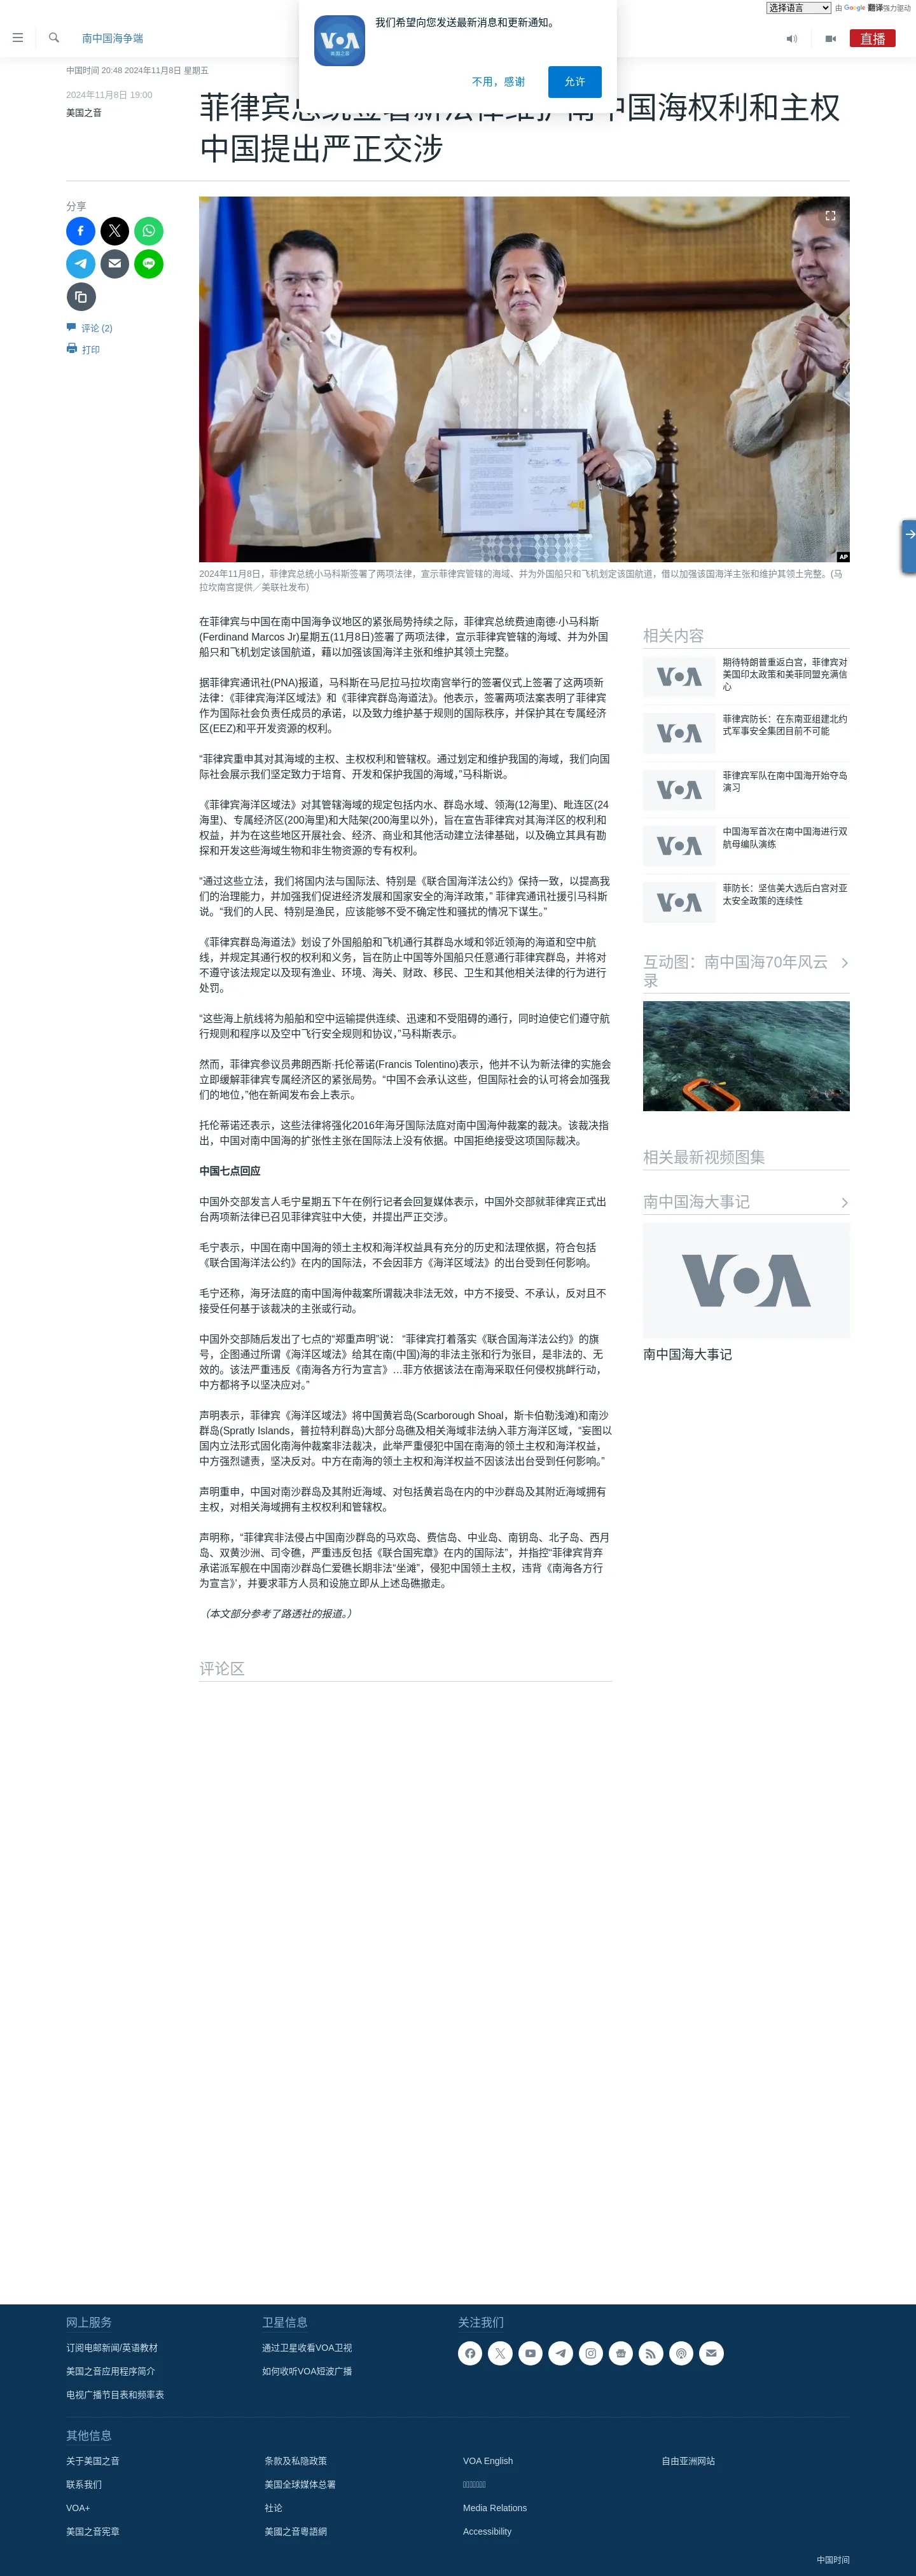 选择语言
由 Google 翻译强力驱动
我们希望向您发送最新消息和更新通知。
VOA
美国之音
不用，感谢
允许
南中国海争端
直播
中国时间 20:48 2024年11月8日 星期五
2024年11月8日 19:00
美国之音
菲律宾总统签署新法律维护南中国海权利和主权
中国提出严正交涉
分享
评论 (2)
打印
AP
2024年11月8日，菲律宾总统小马科斯签署了两项法律，宣示菲律宾管辖的海域、并为外国船只和飞机划定该国航道，借以加强该国海洋主张和维护其领土完整。(马
拉坎南宫提供／美联社发布)
在菲律宾与中国在南中国海争议地区的紧张局势持续之际，菲律宾总统费迪南德·小马科斯
(Ferdinand Marcos Jr)星期五(11月8日)签署了两项法律，宣示菲律宾管辖的海域、并为外国
船只和飞机划定该国航道，藉以加强该国海洋主张和维护其领土完整。
据菲律宾通讯社(PNA)报道，马科斯在马尼拉马拉坎南宫举行的签署仪式上签署了这两项新
法律：《菲律宾海洋区域法》和《菲律宾群岛海道法》。他表示，签署两项法案表明了菲律宾
作为国际社会负责任成员的承诺，以及致力维护基于规则的国际秩序，并保护其在专属经济
区(EEZ)和平开发资源的权利。
“菲律宾重申其对其海域的主权、主权权利和管辖权。通过划定和维护我国的海域，我们向国
际社会展示我们坚定致力于培育、开发和保护我国的海域，”马科斯说。
《菲律宾海洋区域法》对其管辖海域的规定包括内水、群岛水域、领海(12海里)、毗连区(24
海里)、专属经济区(200海里)和大陆架(200海里以外)，旨在宣告菲律宾对其海洋区的权利和
权益，并为在这些地区开展社会、经济、商业和其他活动建立法律基础，以及确立其具有勘
探和开发这些海域生物和非生物资源的专有权利。
“通过这些立法，我们将国内法与国际法、特别是《联合国海洋法公约》保持一致，以提高我
们的治理能力，并加强我们促进经济发展和国家安全的海洋政策，” 菲律宾通讯社援引马科斯
说。“我们的人民、特别是渔民，应该能够不受不确定性和骚扰的情况下谋生。”
《菲律宾群岛海道法》划设了外国船舶和飞机通行其群岛水域和邻近领海的海道和空中航
线，并规定其通行权的权利和义务，旨在防止中国等外国船只任意通行菲律宾群岛，并将对
不遵守该法规定以及现有渔业、环境、海关、财政、移民、卫生和其他相关法律的行为进行
处罚。
“这些海上航线将为船舶和空中运输提供连续、迅速和不受阻碍的通行，同时迫使它们遵守航
行规则和程序以及空中飞行安全规则和协议，”马科斯表示。
然而，菲律宾参议员弗朗西斯·托伦蒂诺(Francis Tolentino)表示，他并不认为新法律的实施会
立即缓解菲律宾专属经济区的紧张局势。“中国不会承认这些，但国际社会的认可将会加强我
们的地位，”他在新闻发布会上表示。
托伦蒂诺还表示，这些法律将强化2016年海牙国际法庭对南中国海仲裁案的裁决。该裁决指
出，中国对南中国海的扩张性主张在国际法上没有依据。中国拒绝接受这项国际裁决。
中国七点回应
中国外交部发言人毛宁星期五下午在例行记者会回复媒体表示，中国外交部就菲律宾正式出
台两项新法律已召见菲律宾驻中大使，并提出严正交涉。
毛宁表示，中国在南中国海的领土主权和海洋权益具有充分的历史和法理依据，符合包括
《联合国海洋法公约》在内的国际法，不会因菲方《海洋区域法》的出台受到任何影响。
毛宁还称，海牙法庭的南中国海仲裁案所谓裁决非法无效，中方不接受、不承认，反对且不
接受任何基于该裁决的主张或行动。
中国外交部随后发出了七点的“郑重声明”说： “菲律宾打着落实《联合国海洋法公约》的旗
号，企图通过所谓《海洋区域法》给其在南(中国)海的非法主张和行为张目，是非法的、无
效的。该法严重违反《南海各方行为宣言》…菲方依据该法在南海采取任何侵权挑衅行动，
中方都将予以坚决应对。”
声明表示，菲律宾《海洋区域法》将中国黄岩岛(Scarborough Shoal，斯卡伯勒浅滩)和南沙
群岛(Spratly Islands，普拉特利群岛)大部分岛礁及相关海域非法纳入菲方海洋区域，“妄图以
国内立法形式固化南海仲裁案非法裁决，此举严重侵犯中国在南海的领土主权和海洋权益，
中方强烈谴责，坚决反对。中方在南海的领土主权和海洋权益不因该法出台受到任何影响。”
声明重申，中国对南沙群岛及其附近海域、对包括黄岩岛在内的中沙群岛及其附近海域拥有
主权，对相关海域拥有主权权利和管辖权。
声明称，“菲律宾非法侵占中国南沙群岛的马欢岛、费信岛、中业岛、南钥岛、北子岛、西月
岛、双黄沙洲、司令礁，严重违反包括《联合国宪章》在内的国际法”，并指控“菲律宾背弃
承诺派军舰在中国南沙群岛仁爱礁长期非法“坐滩”，侵犯中国领土主权，违背《南海各方行
为宣言》’，并要求菲方人员和设施立即从上述岛礁撤走。
（本文部分参考了路透社的报道。）
评论区
相关内容
VOA
期待特朗普重返白宫，菲律宾对
美国印太政策和美菲同盟充满信
心
VOA
菲律宾防长：在东南亚组建北约
式军事安全集团目前不可能
VOA
菲律宾军队在南中国海开始夺岛
演习
VOA
中国海军首次在南中国海进行双
航母编队演练
VOA
菲防长：坚信美大选后白宫对亚
太安全政策的连续性
互动图：南中国海70年风云
录
相关最新视频图集
南中国海大事记
VOA
南中国海大事记
网上服务
订阅电邮新闻/英语教材
美国之音应用程序简介
电视广播节目表和频率表
卫星信息
通过卫星收看VOA卫视
如何收听VOA短波广播
关注我们
其他信息
关于美国之音
联系我们
VOA+
美国之音宪章
条款及私隐政策
美国全球媒体总署
社论
美國之音粵語網
VOA English
Media Relations
Accessibility
自由亚洲网站
中国时间